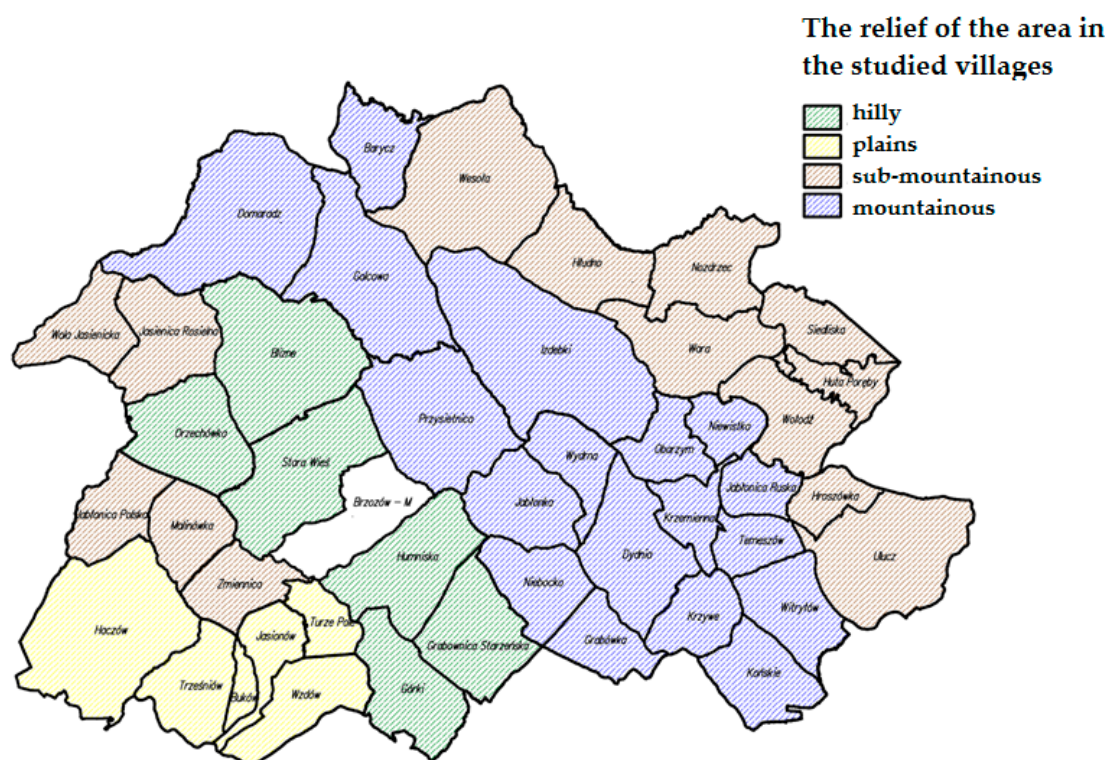 The relief of the area in
the studied villages
hilly
plains
sub-mountainous
mountainous
Barycz
Wesoła
Domaradz
Golcowa
Hłudno
Nozdrzec
Wola Jasienicka
Jasienica Rosielna
Blizne
Izdebki
Wara
Siedliska
Huta Poręby
Przysietnica
Wołodź
Niewistka
Obarzym
Orzechówka
Stara Wieś
Wydrna
Brzozów - M
Jabłonka
Jabłonica Ruska
Hroszówka
Krzemienna
Jabłonica Polska
Malinówka
Temeszów
Ulucz
Humniska
Dydnia
Zmiennica
Niebocko
Witryłów
Krzywe
Turze Pole
Haczów
Jasionów
Grabownica Starzeńska
Grabówka
Końskie
Trześniów
Buków
Wzdów
Górki